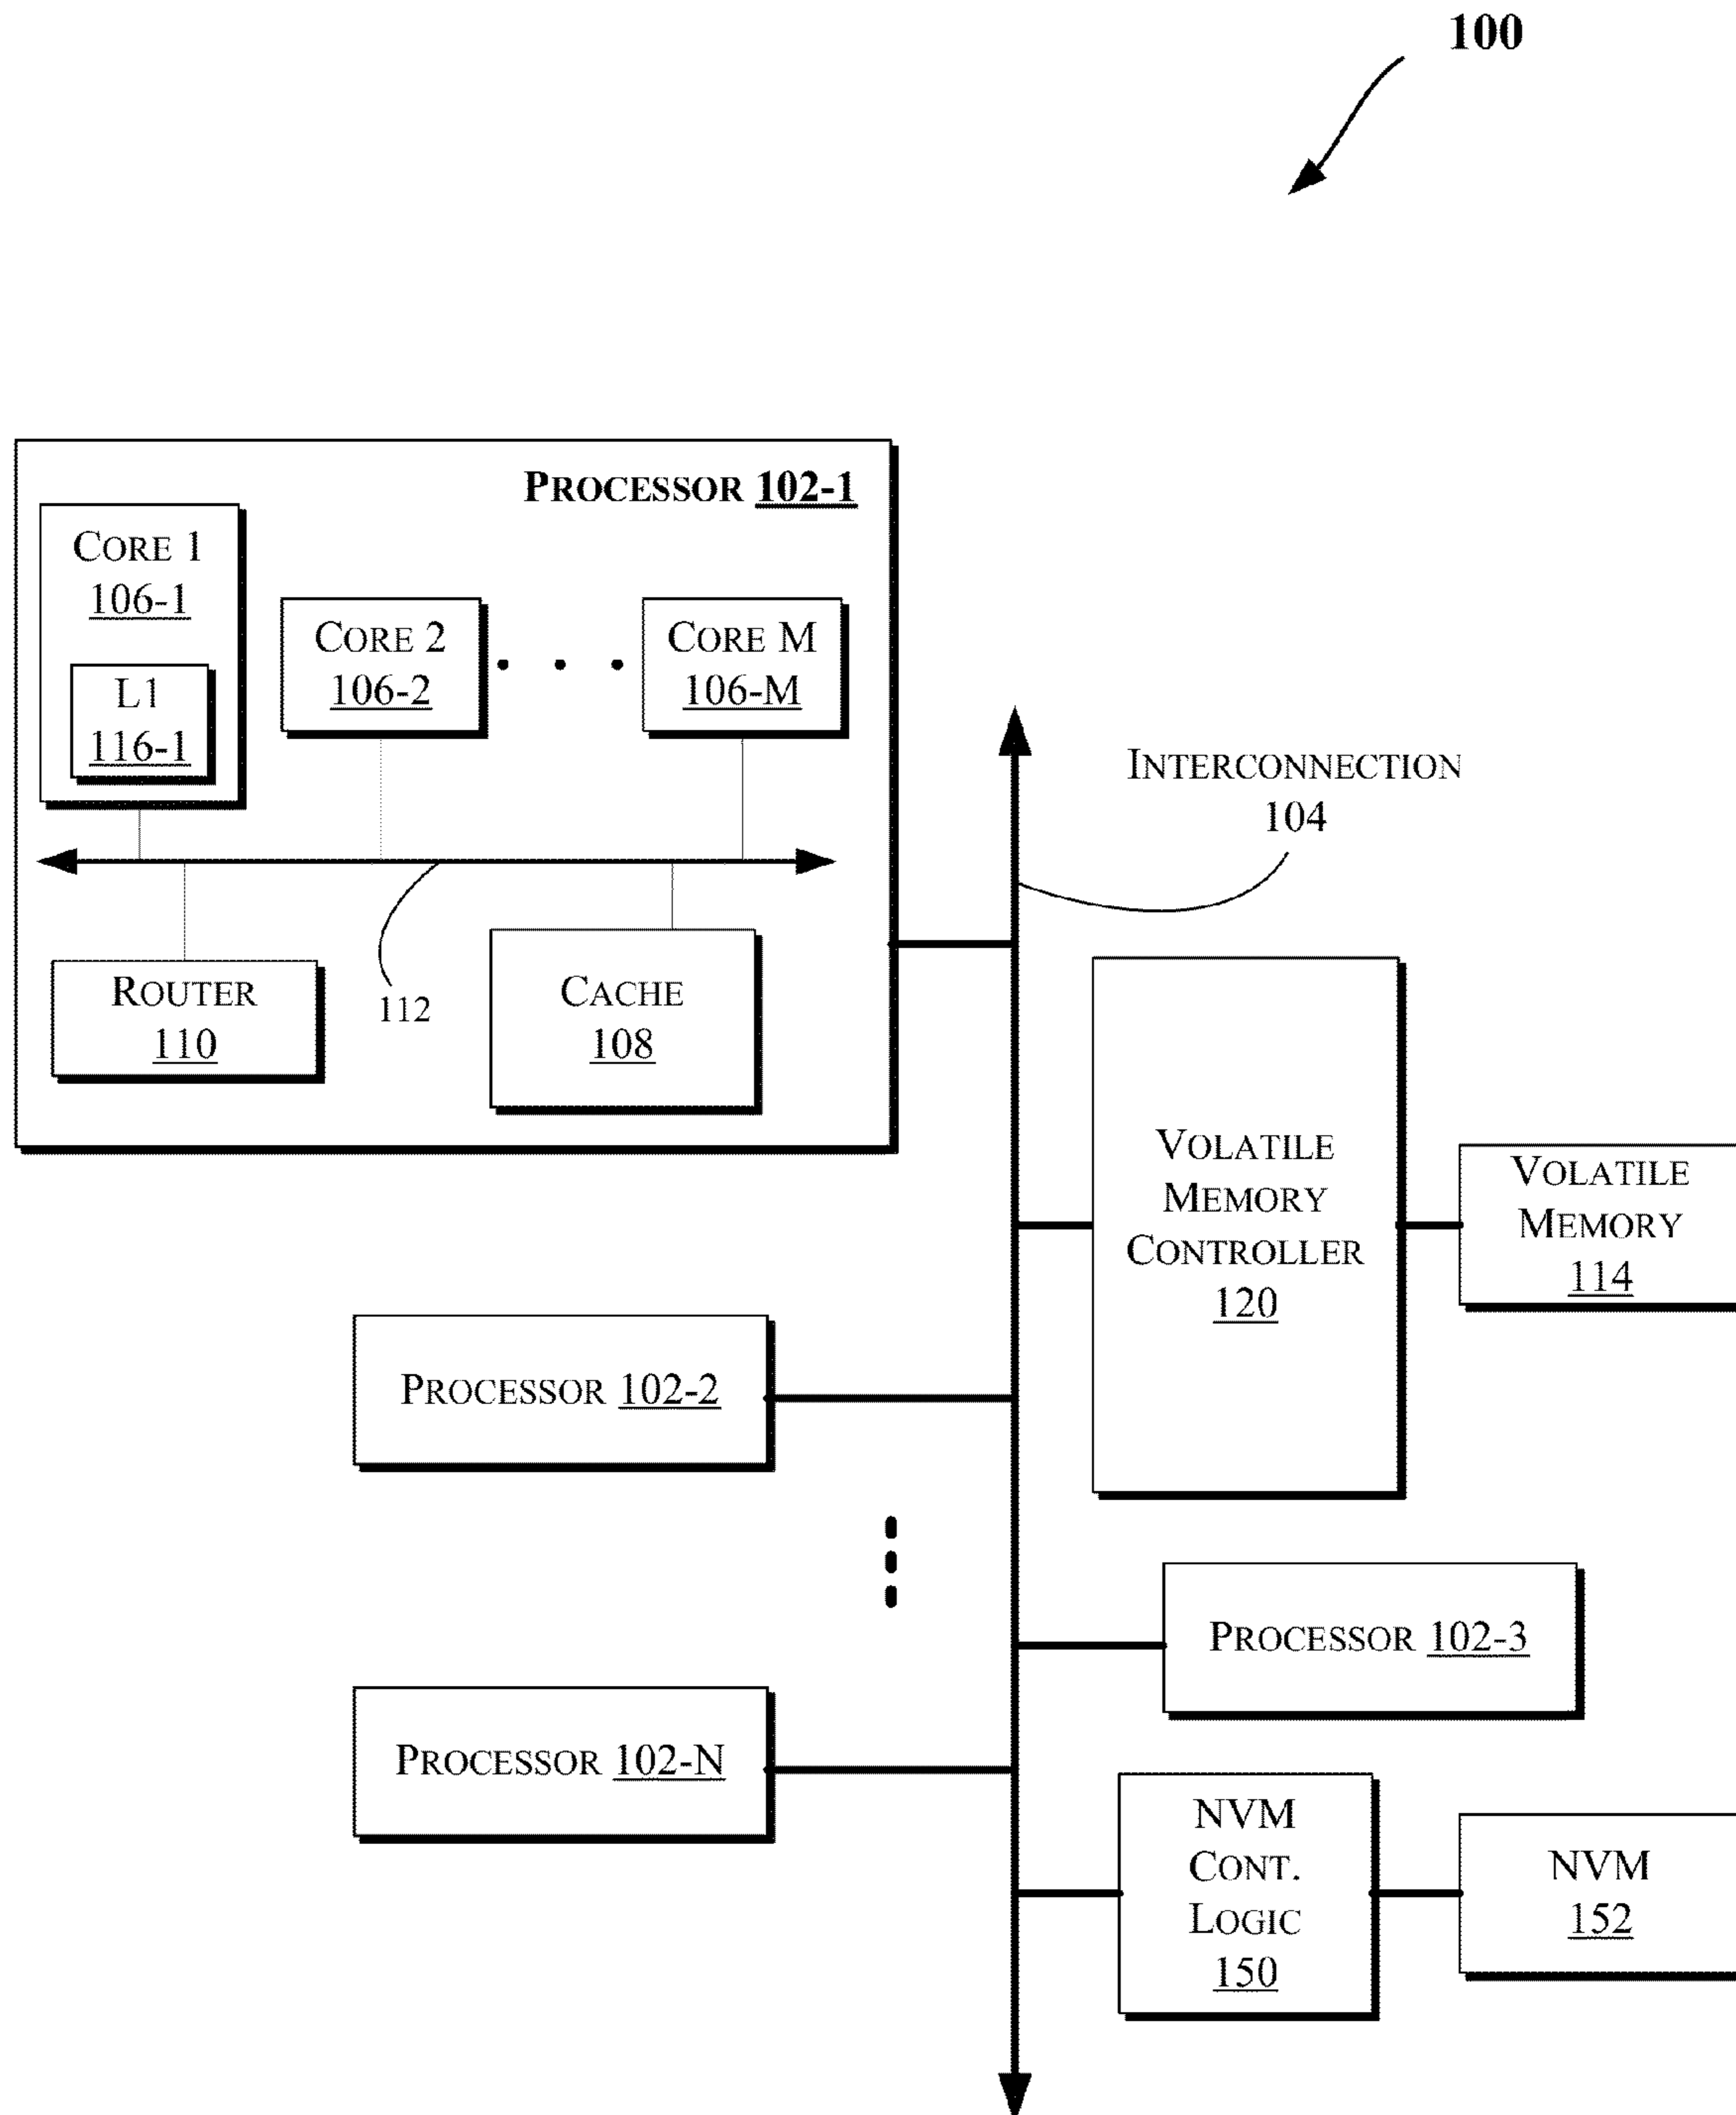 100
PROCESSOR 102-1
CORE 1
106-1
L1
116-1
CORE 2
106-2
CORE M
106-M
112
ROUTER
110
CACHE
108
INTERCONNECTION
104
VOLATILE
MEMORY
CONTROLLER
120
VOLATILE
MEMORY
114
PROCESSOR 102-2
PROCESSOR 102-3
PROCESSOR 102-N
NVM
CONT.
LOGIC
150
NVM
152